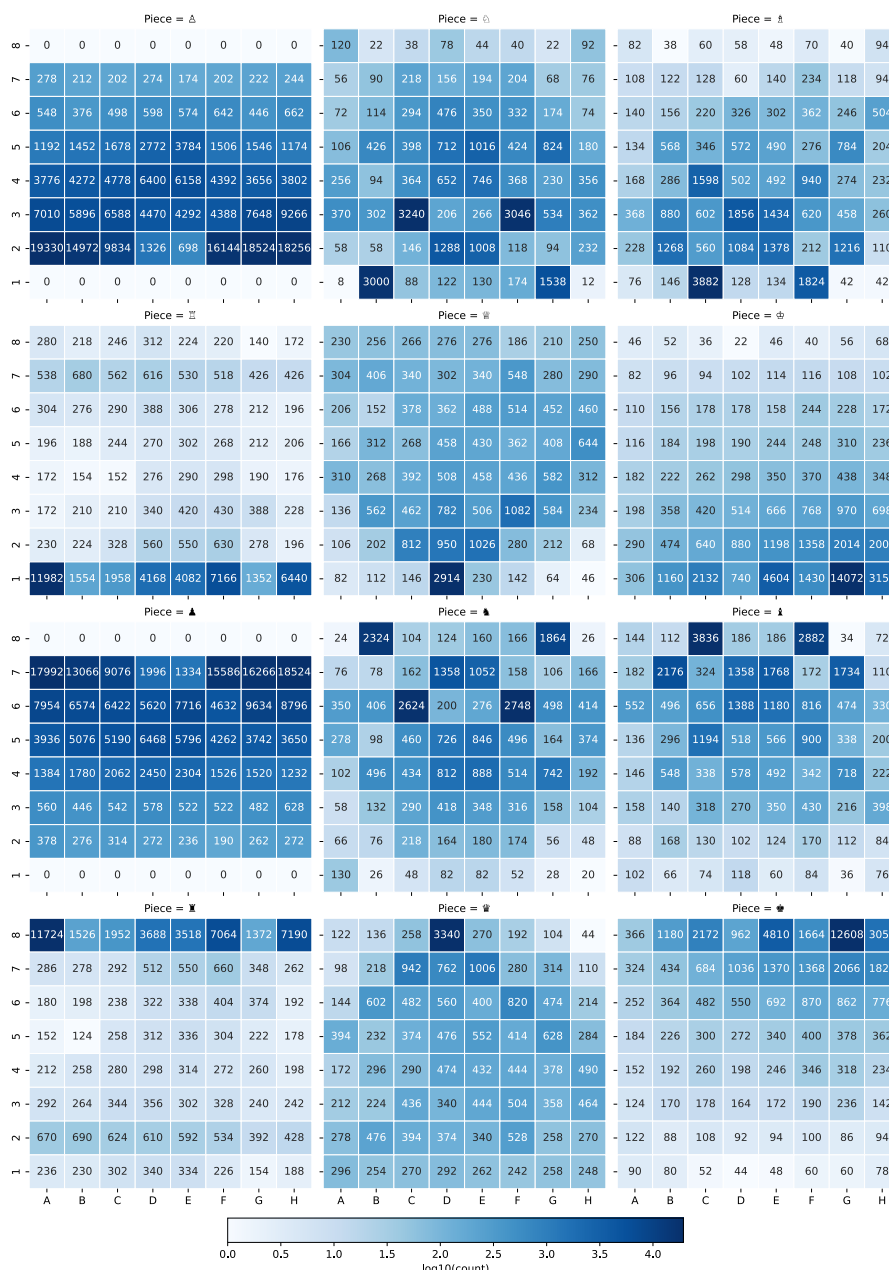 Piece = ♙ Piece = ♘ Piece = ♗
8 0 0 0 0 0 0 0 0 120 22 38 78 44 40 22 92 82 38 60 58 48 70 40 94
7 278 212 202 274 174 202 222 244 56 90 218 156 194 204 68 76 108 122 128 60 140 234 118 94
6 548 376 498 598 574 642 446 662 72 114 294 476 350 332 174 74 140 156 220 326 302 362 246 504
5 1192 1452 1678 2772 3784 1506 1546 1174 106 426 398 712 1016 424 824 180 134 568 346 572 490 276 784 204
4 3776 4272 4778 6400 6158 4392 3656 3802 256 94 364 652 746 368 230 356 168 286 1598 502 492 940 274 232
3 7010 5896 6588 4470 4292 4388 7648 9266 370 302 3240 206 266 3046 534 362 368 880 602 1856 1434 620 458 260
2 19330 14972 9834 1326 698 16144 18524 18256 58 58 146 1288 1008 118 94 232 228 1268 560 1084 1378 212 1216 110
1 0 0 0 0 0 0 0 0 8 3000 88 122 130 174 1538 12 76 146 3882 128 134 1824 42 42
Piece = ♖ Piece = ♕ Piece = ♔
8 280 218 246 312 224 220 140 172 230 256 266 276 276 186 210 250 46 52 36 22 46 40 56 68
7 538 680 562 616 530 518 426 426 304 406 340 302 340 548 280 290 82 96 94 102 114 116 108 102
6 304 276 290 388 306 278 212 196 206 152 378 362 488 514 452 460 110 156 178 178 158 244 228 172
5 196 188 244 270 302 268 212 206 166 312 268 458 430 362 408 644 116 184 198 190 244 248 310 236
4 172 154 152 276 290 298 190 176 310 268 392 508 458 436 582 312 182 222 262 298 350 370 438 348
3 172 210 210 340 420 430 388 228 136 562 462 782 506 1082 584 234 198 358 420 514 666 768 970 698
2 230 224 328 560 550 630 278 196 106 202 812 950 1026 280 212 68 290 474 640 880 1198 1358 2014 200
1 11982 1554 1958 4168 4082 7166 1352 6440 82 112 146 2914 230 142 64 46 306 1160 2132 740 4604 1430 14072 315
Piece = ♟ Piece = ♞ Piece = ♝
8 0 0 0 0 0 0 0 0 24 2324 104 124 160 166 1864 26 144 112 3836 186 186 2882 34 72
7 17992 13066 9076 1996 1334 15586 16266 18524 76 78 162 1358 1052 158 106 166 182 2176 324 1358 1768 172 1734 110
6 7954 6574 6422 5620 7716 4632 9634 8796 350 406 2624 200 276 2748 498 414 552 496 656 1388 1180 816 474 330
5 3936 5076 5190 6468 5796 4262 3742 3650 278 98 460 726 846 496 164 374 136 296 1194 518 566 900 338 200
4 1384 1780 2062 2450 2304 1526 1520 1232 102 496 434 812 888 514 742 192 146 548 338 578 492 342 718 222
3 560 446 542 578 522 522 482 628 58 132 290 418 348 316 158 104 158 140 318 270 350 430 216 398
2 378 276 314 272 236 190 262 272 66 76 218 164 180 174 56 48 88 168 130 102 124 170 112 84
1 0 0 0 0 0 0 0 0 130 26 48 82 82 52 28 20 102 66 74 118 60 84 36 76
Piece = ♜ Piece = ♛ Piece = ♚
8 11724 1526 1952 3688 3518 7064 1372 7190 122 136 258 3340 270 192 104 44 366 1180 2172 962 4810 1664 12608 305
7 286 278 292 512 550 660 348 262 98 218 942 762 1006 280 314 110 324 434 684 1036 1370 1368 2066 182
6 180 198 238 322 338 404 374 192 144 602 482 560 400 820 474 214 252 364 482 550 692 870 862 776
5 152 124 258 312 336 304 222 178 394 232 374 476 552 414 628 284 184 226 300 272 340 400 378 362
4 212 258 280 298 314 272 260 198 172 296 290 474 432 444 378 490 152 192 260 198 246 346 318 234
3 292 264 344 356 302 328 240 242 212 224 436 340 444 504 358 464 124 170 178 164 172 190 236 142
2 670 690 624 610 592 534 392 428 278 476 394 374 340 528 258 270 122 88 108 92 94 100 86 94
1 236 230 302 340 334 226 154 188 296 254 270 292 262 242 258 248 90 80 52 44 48 60 60 78
A B C D E F G H A B C D E F G H A B C D E F G H
0.0 0.5 1.0 1.5 2.0 2.5 3.0 3.5 4.0
log10(count)